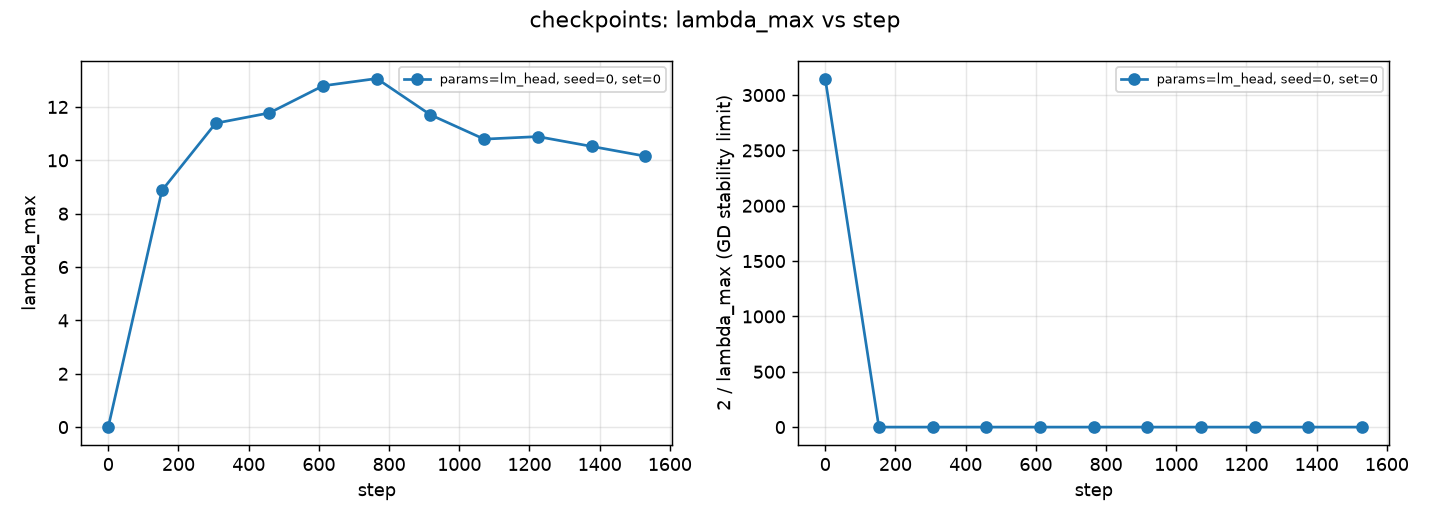 checkpoints: lambda_max vs step
lambda_max
12
10
8
6
4
2
0
params=lm_head, seed=0, set=0
0 200 400 600 800 1000 1200 1400 1600
step
2 / lambda_max (GD stability limit)
3000
2500
2000
1500
1000
500
0
params=lm_head, seed=0, set=0
0 200 400 600 800 1000 1200 1400 1600
step